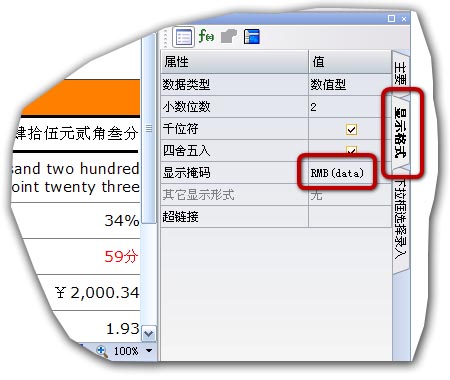 f(x)
属性 值
数据类型 数值型
小数位数 2
千位符
四舍五入
显示掩码 RMB(data)
其它显示形式 无
超链接
主要
显示格式
下拉框选择录入
肆拾伍元贰角叁分
sand two hundred
point twenty three
34%
59分
￥2,000.34
1.93
100%